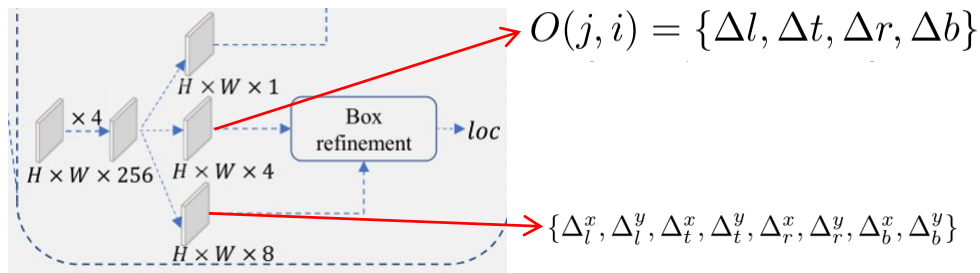 O(j, i) = {Δl, Δt, Δr, Δb}
H × W × 1
× 4
Box
refinement
loc
H × W × 256
H × W × 4
{Δ_l^x, Δ_l^y, Δ_t^x, Δ_t^y, Δ_r^x, Δ_r^y, Δ_b^x, Δ_b^y}
H × W × 8